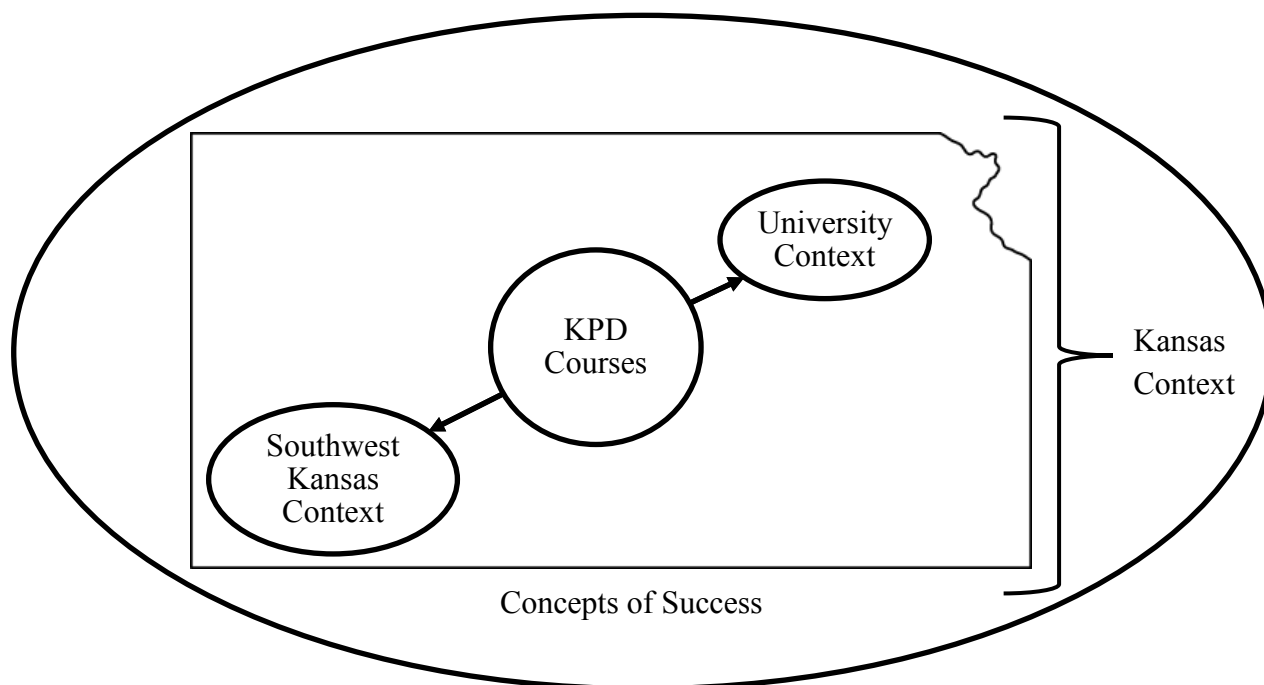 University
Context
KPD
Courses
Kansas
Context
Southwest
Kansas
Context
Concepts of Success